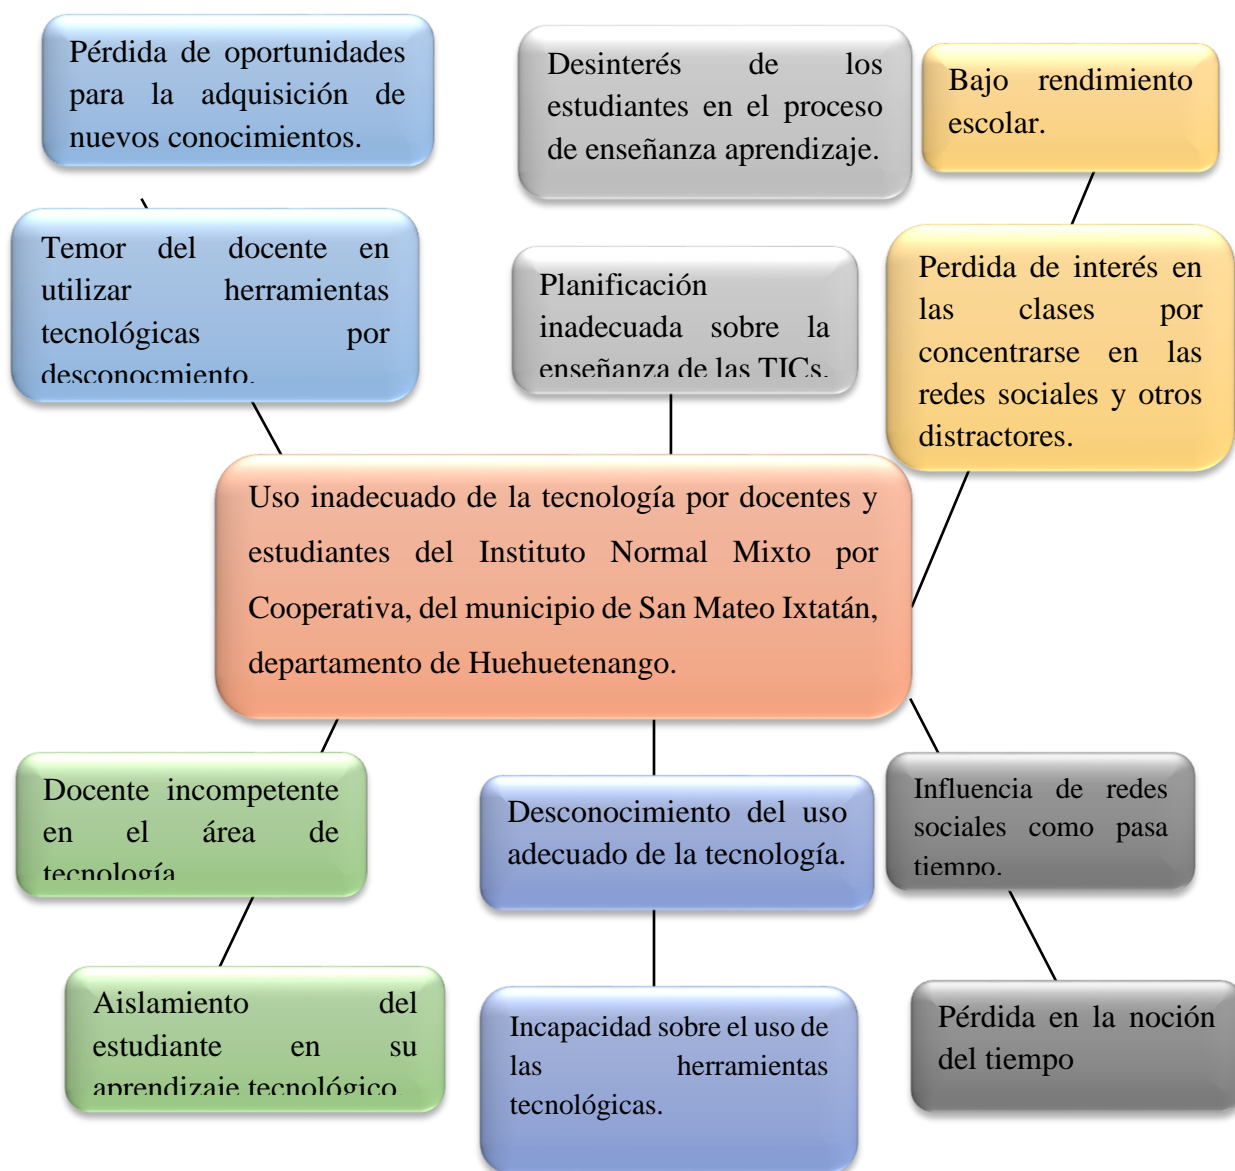 Pérdida de oportunidades
para la adquisición de
nuevos conocimientos.
Desinterés de los
estudiantes en el proceso
de enseñanza aprendizaje.
Bajo rendimiento
escolar.
Temor del docente en
utilizar herramientas
tecnológicas por
desconocmiento.
Planificación
inadecuada sobre la
enseñanza de las TICs.
Perdida de interés en
las clases por
concentrarse en las
redes sociales y otros
distractores.
Uso inadecuado de la tecnología por docentes y
estudiantes del Instituto Normal Mixto por
Cooperativa, del municipio de San Mateo Ixtatán,
departamento de Huehuetenango.
Docente incompetente
en el área de
tecnología
Desconocimiento del uso
adecuado de la tecnología.
Influencia de redes
sociales como pasa
tiempo.
Aislamiento del
estudiante en su
aprendizaje tecnológico.
Incapacidad sobre el uso de
las herramientas
tecnológicas.
Pérdida en la noción
del tiempo